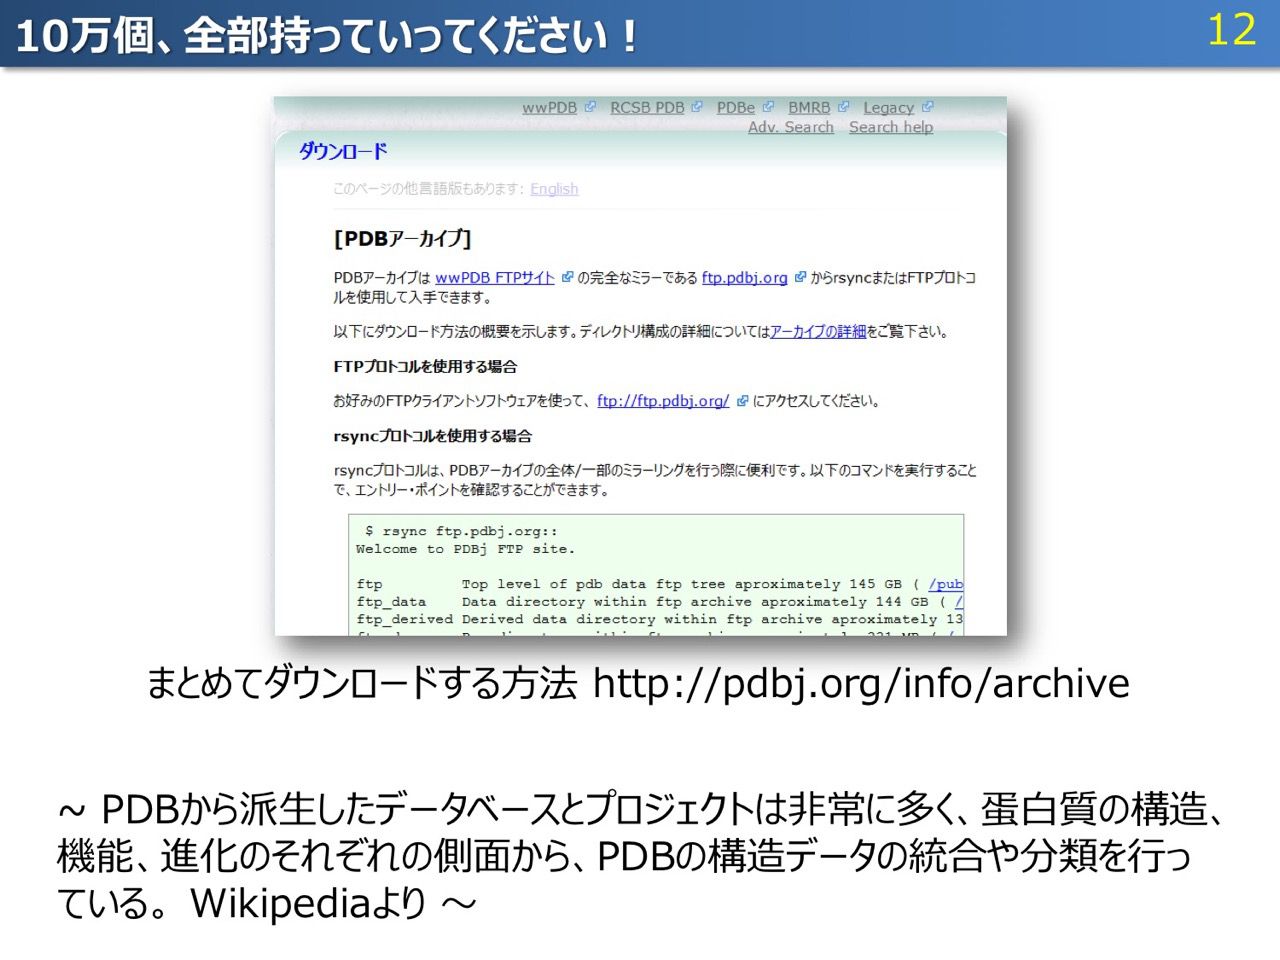 10万個、全部持っていってください！
12
wwPDB RCSB PDB PDBe BMRB Legacy
Adv. Search Search help
ダウンロード
このページの他言語版もあります: English
[PDBアーカイブ]
PDBアーカイブは wwPDB FTPサイト の完全なミラーである ftp.pdbj.org からrsyncまたはFTPプロトコ
ルを使用して入手できます。
以下にダウンロード方法の概要を示します。ディレクトリ構成の詳細についてはアーカイブの詳細をご覧下さい。
FTPプロトコルを使用する場合
お好みのFTPクライアントソフトウェアを使って、 ftp://ftp.pdbj.org/ にアクセスしてください。
rsyncプロトコルを使用する場合
rsyncプロトコルは、PDBアーカイブの全体/一部のミラーリングを行う際に便利です。以下のコマンドを実行すること
で、エントリー・ポイントを確認することができます。
$ rsync ftp.pdbj.org::
Welcome to PDBj FTP site.
ftp Top level of pdb data ftp tree aproximately 145 GB ( /pub
ftp_data Data directory within ftp archive aproximately 144 GB ( /
ftp_derived Derived data directory within ftp archive aproximately 13
まとめてダウンロードする方法 http://pdbj.org/info/archive
~ PDBから派生したデータベースとプロジェクトは非常に多く、蛋白質の構造、
機能、進化のそれぞれの側面から、PDBの構造データの統合や分類を行っ
ている。 Wikipediaより ～